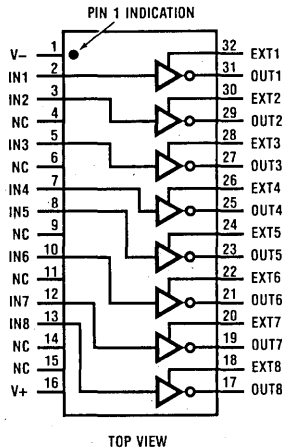 PIN 1 INDICATION
V− 1 32 EXT1
IN1 2 31 OUT1
IN2 3 30 EXT2
NC 4 29 OUT2
IN3 5 28 EXT3
NC 6 27 OUT3
IN4 7 26 EXT4
IN5 8 25 OUT4
NC 9 24 EXT5
IN6 10 23 OUT5
NC 11 22 EXT6
IN7 12 21 OUT6
IN8 13 20 EXT7
NC 14 19 OUT7
NC 15 18 EXT8
V+ 16 17 OUT8
TOP VIEW